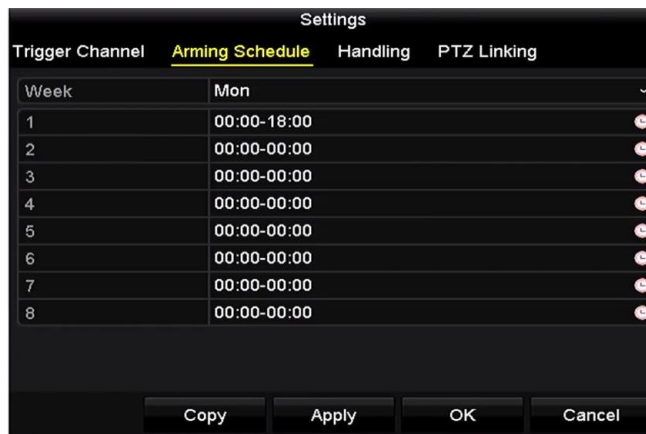 Settings
Trigger Channel Arming Schedule Handling PTZ Linking
Week Mon
1 00:00-18:00
2 00:00-00:00
3 00:00-00:00
4 00:00-00:00
5 00:00-00:00
6 00:00-00:00
7 00:00-00:00
8 00:00-00:00
Copy Apply OK Cancel